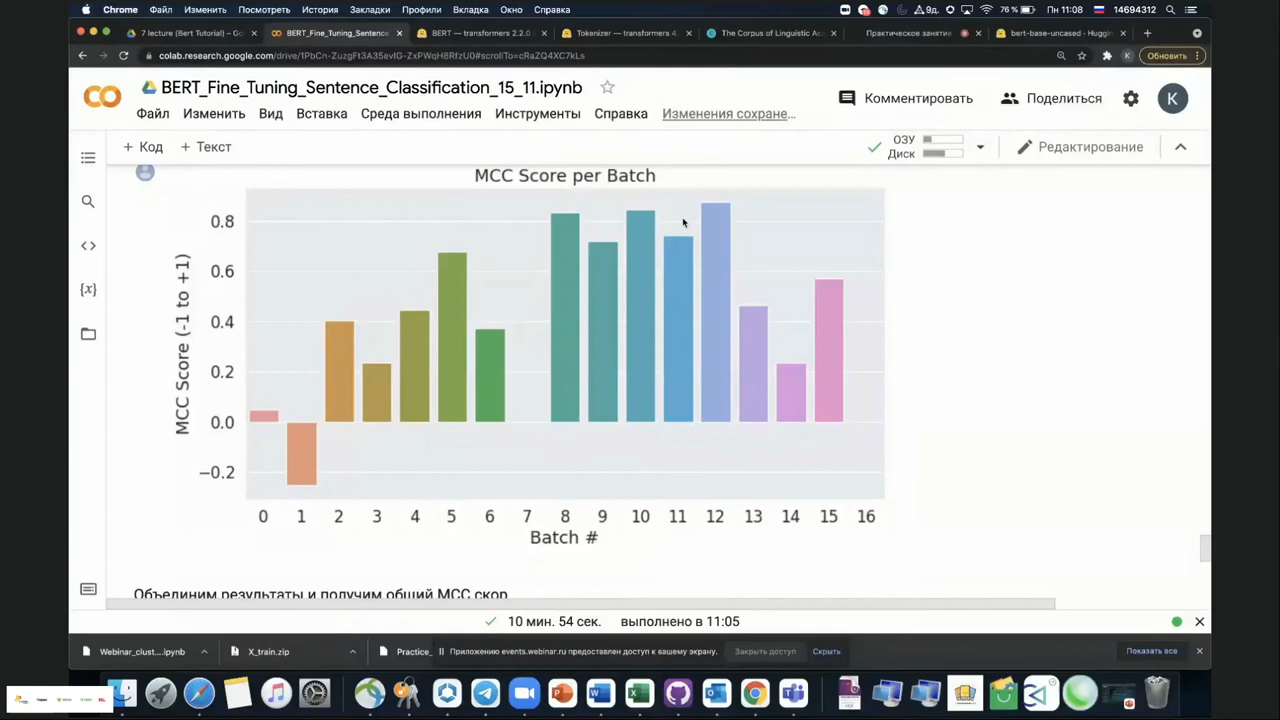 Chrome Файл Изменить Посмотреть История Закладки Профили Вкладка Окно Справка 9д. 76 % Пн 11:08 14694312
7 lecture (Bert Tutorial) – Go BERT_Fine_Tuning_Sentence BERT — transformers 2.2.0 Tokenizer — transformers 4. The Corpus of Linguistic Ac Практическое заняти bert-base-uncased · Huggin
colab.research.google.com/drive/1PbCn-ZuzgFt3A35evIG-ZxPWqH8RfzU0#scrollTo=cRaZQ4XC7kLs Обновить
BERT_Fine_Tuning_Sentence_Classification_15_11.ipynb
Комментировать Поделиться К
Файл Изменить Вид Вставка Среда выполнения Инструменты Справка Изменения сохране...
+ Код + Текст ОЗУ Диск Редактирование
MCC Score per Batch
MCC Score (-1 to +1)
0.8
0.6
0.4
0.2
0.0
−0.2
0 1 2 3 4 5 6 7 8 9 10 11 12 13 14 15 16
Batch #
Объединим результаты и получим общий MCC скор
10 мин. 54 сек. выполнено в 11:05
Webinar_clust....ipynb X_train.zip Practice_ Приложению events.webinar.ru предоставлен доступ к вашему экрану. Закрыть доступ Скрыть Показать все